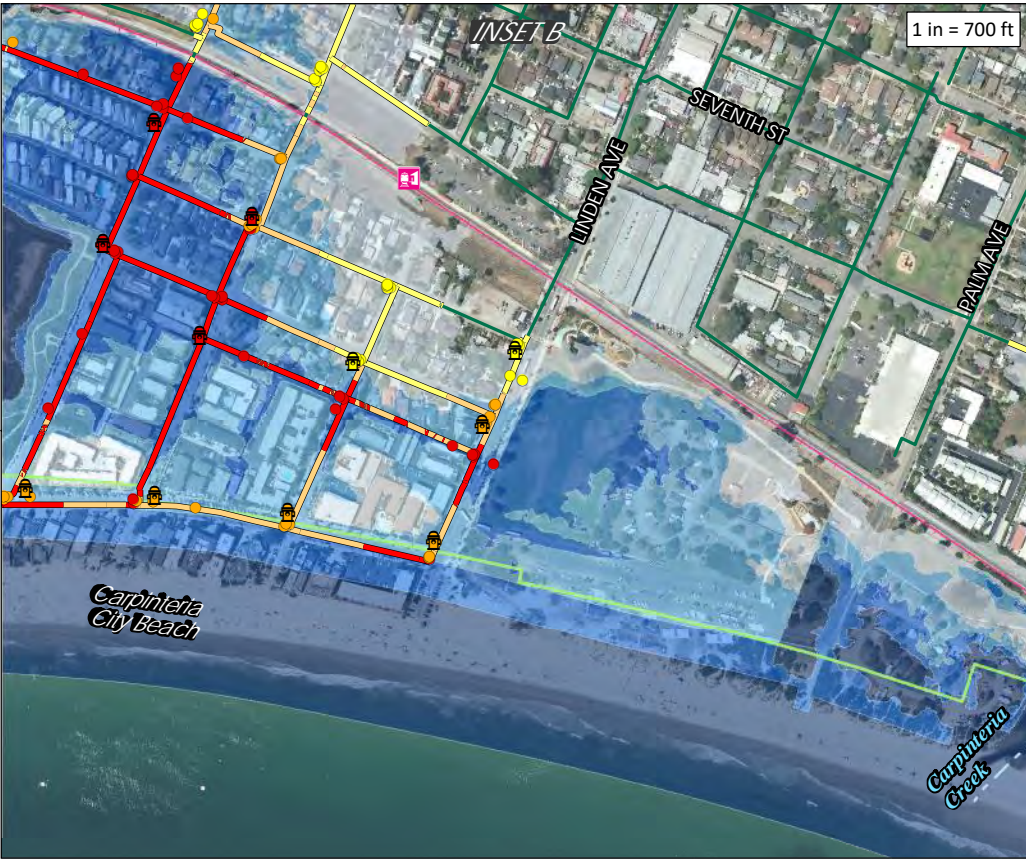 INSET B
1 in = 700 ft
SEVENTH ST
LINDEN AVE
PALM AVE
Carpinteria
City Beach
Carpinteria
Creek